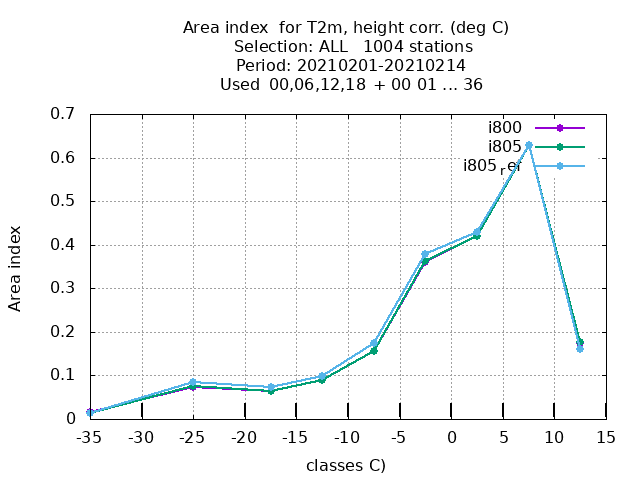 Area index  for T2m, height corr. (deg C)
Selection: ALL   1004 stations
Period: 20210201-20210214
Used 00,06,12,18 + 00 01 ... 36
0.7
0.6
0.5
0.4
0.3
0.2
0.1
0
Area index
i800
i805
i805
-35 -30 -25 -20 -15 -10 -5 0 5 10 15
classes C)